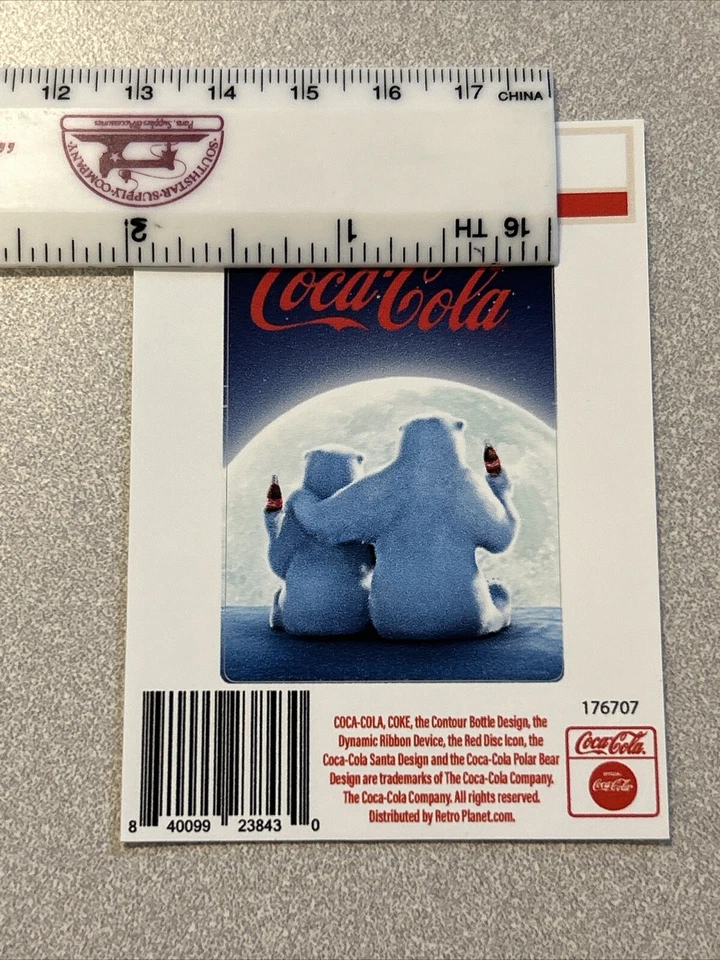 12 13 14 15 16 17 CHINA
Parts, Supplies & Accessories
SOUTHSTAR·SUPPLY·COMPANY
2 1 16 TH
Coca-Cola
176707
COCA-COLA, COKE, the Contour Bottle Design, the
Dynamic Ribbon Device, the Red Disc Icon, the
Coca-Cola Santa Design and the Coca-Cola Polar Bear
Design are trademarks of The Coca-Cola Company.
The Coca-Cola Company. All rights reserved.
Distributed by Retro Planet.com.
Coca-Cola
Coca-Cola
8 40099 23843 0